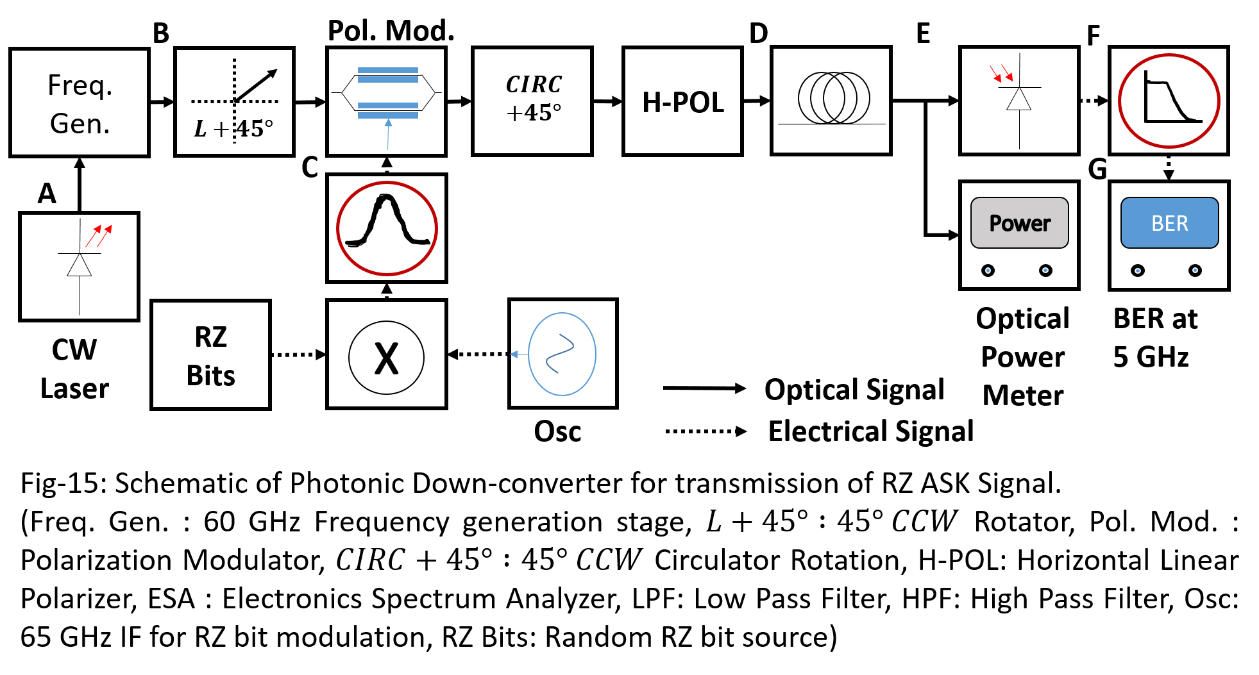 B
Pol. Mod.
D
E
F
Freq.
Gen.
L + 45°
CIRC
+45°
H-POL
A
C
G
Power
BER
RZ
Bits
X
CW
Laser
Osc
Optical
Power
Meter
BER at
5 GHz
Optical Signal
Electrical Signal
Fig-15: Schematic of Photonic Down-converter for transmission of RZ ASK Signal.
(Freq. Gen. : 60 GHz Frequency generation stage, L + 45° : 45° CCW Rotator, Pol. Mod. :
Polarization Modulator, CIRC + 45° : 45° CCW Circulator Rotation, H-POL: Horizontal Linear
Polarizer, ESA : Electronics Spectrum Analyzer, LPF: Low Pass Filter, HPF: High Pass Filter, Osc:
65 GHz IF for RZ bit modulation, RZ Bits: Random RZ bit source)